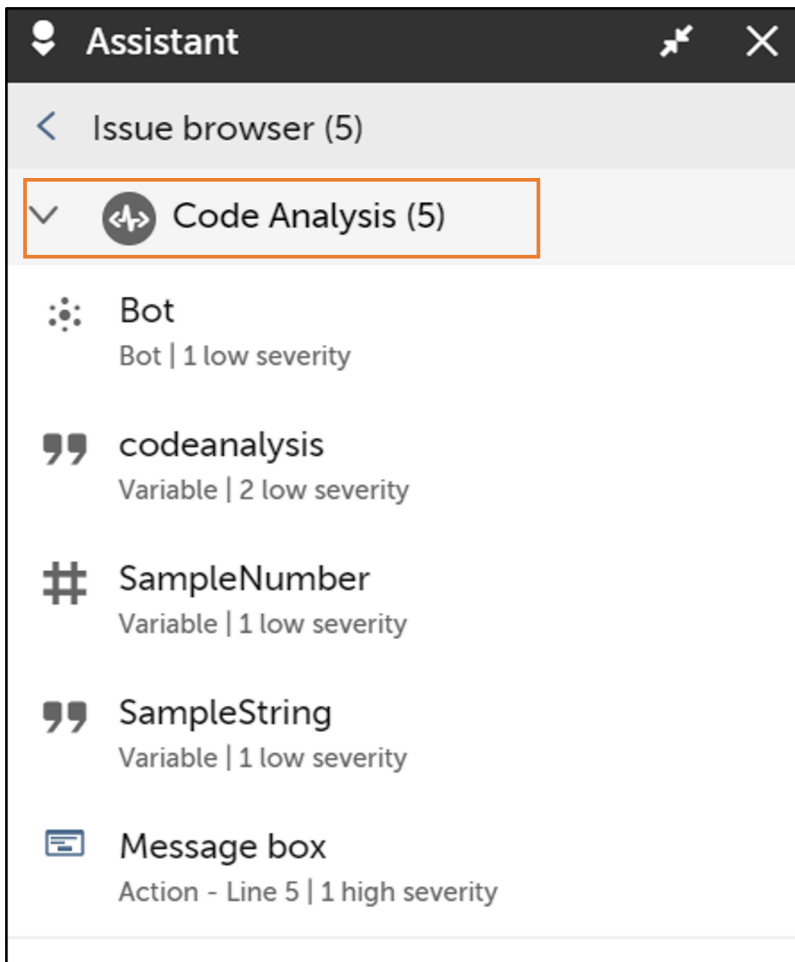 Assistant
Issue browser (5)
Code Analysis (5)
Bot
Bot | 1 low severity
codeanalysis
Variable | 2 low severity
SampleNumber
Variable | 1 low severity
SampleString
Variable | 1 low severity
Message box
Action - Line 5 | 1 high severity